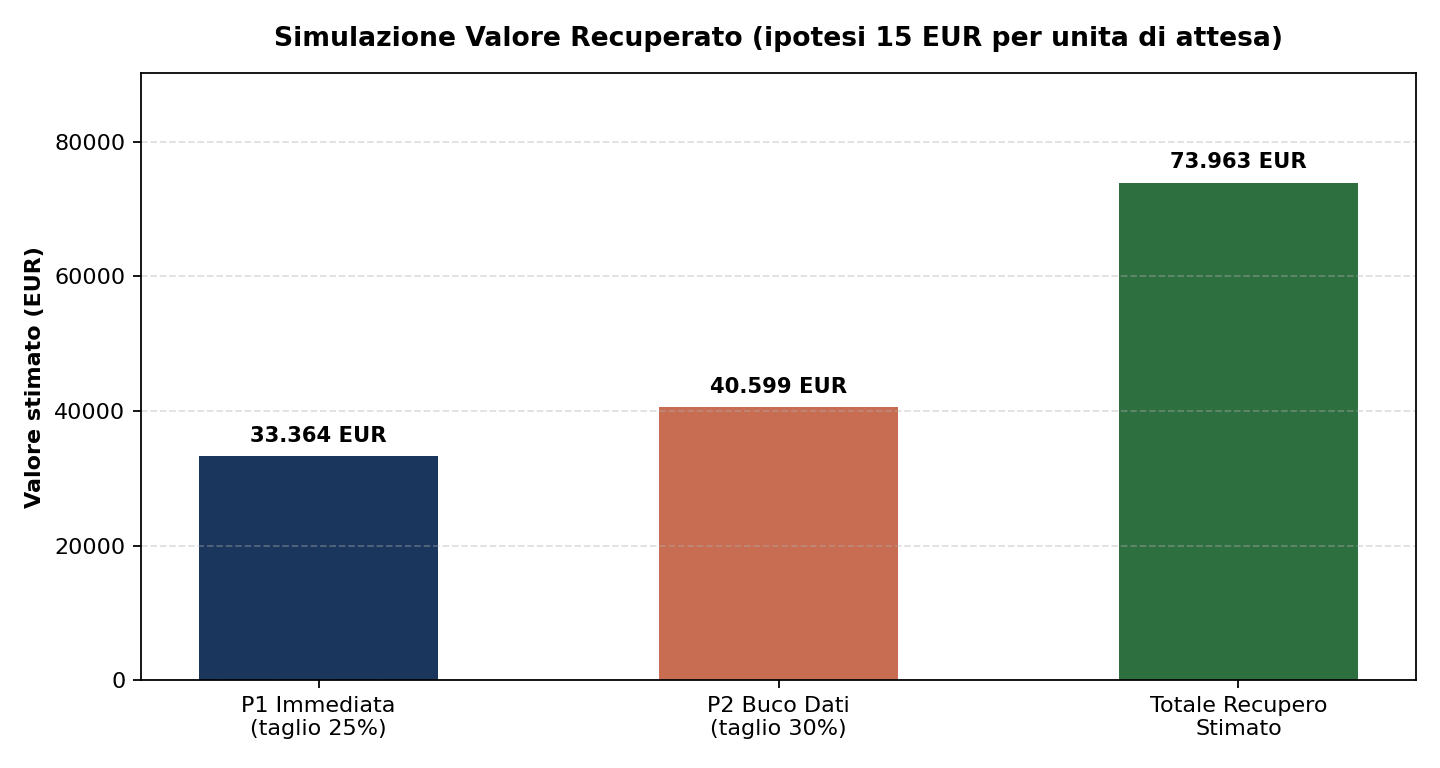 Simulazione Valore Recuperato (ipotesi 15 EUR per unita di attesa)
Valore stimato (EUR)
80000
60000
40000
20000
0
33.364 EUR
40.599 EUR
73.963 EUR
P1 Immediata
(taglio 25%)
P2 Buco Dati
(taglio 30%)
Totale Recupero
Stimato